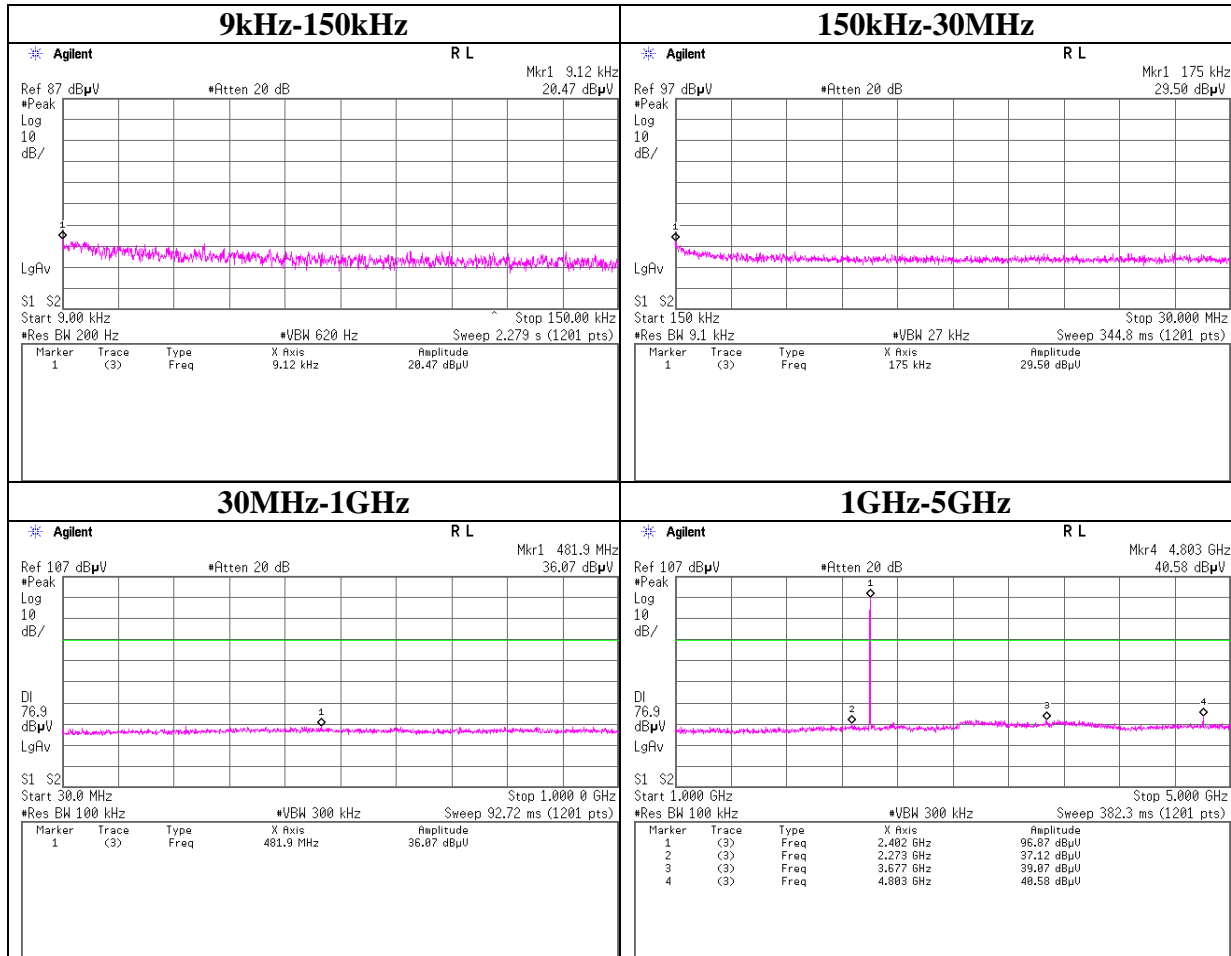 9kHz-150kHz
Agilent R L
Mkr1 9.12 kHz
Ref 87 dBµV #Atten 20 dB 20.47 dBµV
#Peak
Log
10
dB/
1
LgAv
S1 S2
Start 9.00 kHz ^ Stop 150.00 kHz
#Res BW 200 Hz #VBW 620 Hz Sweep 2.279 s (1201 pts)
Marker Trace Type X Axis Amplitude
1 (3) Freq 9.12 kHz 20.47 dBµV
150kHz-30MHz
Agilent R L
Mkr1 175 kHz
Ref 97 dBµV #Atten 20 dB 29.50 dBµV
#Peak
Log
10
dB/
1
LgAv
S1 S2
Start 150 kHz Stop 30.000 MHz
#Res BW 9.1 kHz #VBW 27 kHz Sweep 344.8 ms (1201 pts)
Marker Trace Type X Axis Amplitude
1 (3) Freq 175 kHz 29.50 dBµV
30MHz-1GHz
Agilent R L
Mkr1 481.9 MHz
Ref 107 dBµV #Atten 20 dB 36.07 dBµV
#Peak
Log
10
dB/
DI
76.9
dBµV
1
LgAv
S1 S2
Start 30.0 MHz Stop 1.000 0 GHz
#Res BW 100 kHz #VBW 300 kHz Sweep 92.72 ms (1201 pts)
Marker Trace Type X Axis Amplitude
1 (3) Freq 481.9 MHz 36.07 dBµV
1GHz-5GHz
Agilent R L
Mkr4 4.803 GHz
Ref 107 dBµV #Atten 20 dB 40.58 dBµV
#Peak
1
Log
10
dB/
DI
76.9
dBµV
2 3 4
LgAv
S1 S2
Start 1.000 GHz Stop 5.000 GHz
#Res BW 100 kHz #VBW 300 kHz Sweep 382.3 ms (1201 pts)
Marker Trace Type X Axis Amplitude
1 (3) Freq 2.402 GHz 96.87 dBµV
2 (3) Freq 2.273 GHz 37.12 dBµV
3 (3) Freq 3.677 GHz 39.07 dBµV
4 (3) Freq 4.803 GHz 40.58 dBµV